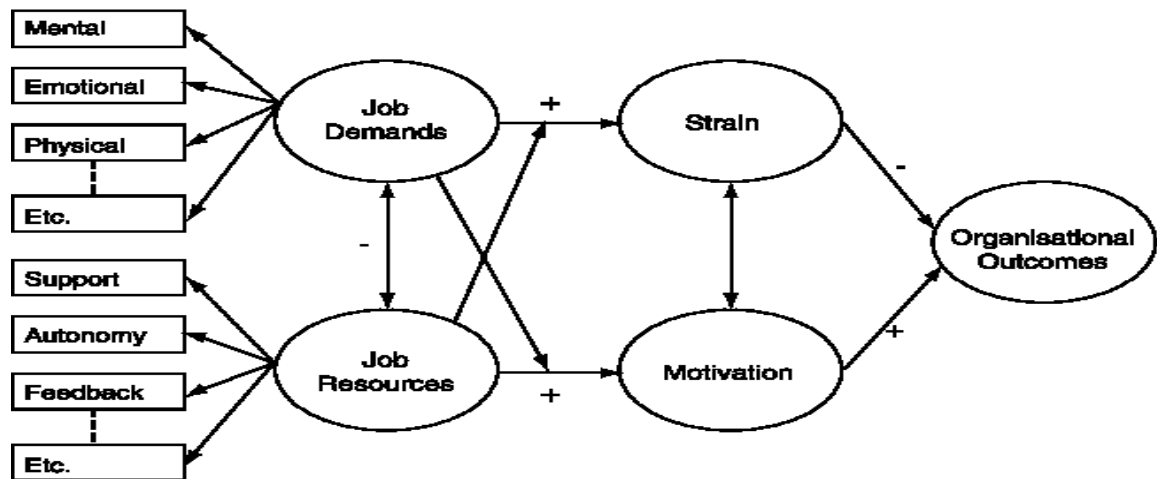 Mental
Emotional
Physical
Etc.
Support
Autonomy
Feedback
Etc.
Job
Demands
Job
Resources
+
-
+
Strain
Motivation
-
+
Organisational
Outcomes